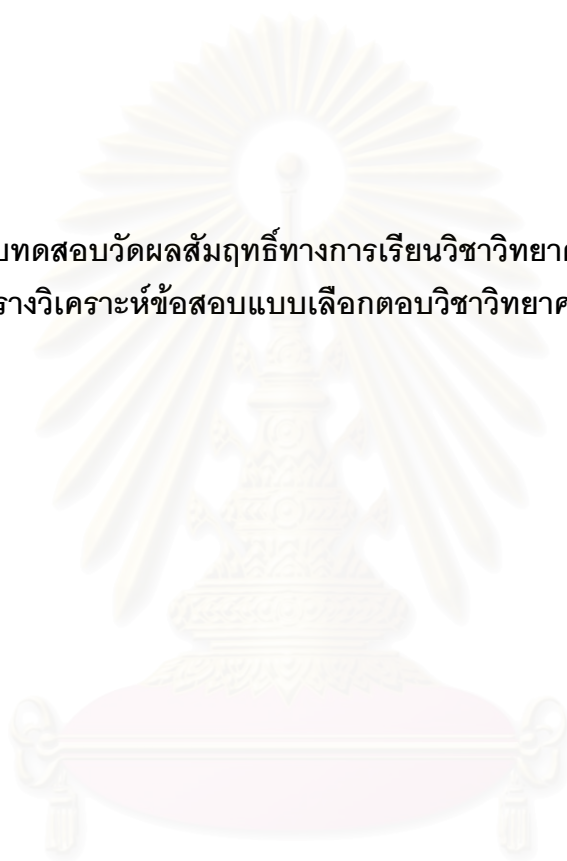 บทดสอบวัดผลสัมฤทธิ์ทางการเรียนวิชาวิทยา
รางวิเคราะห์ข้อสอบแบบเลือกตอบวิชาวิทยาศ